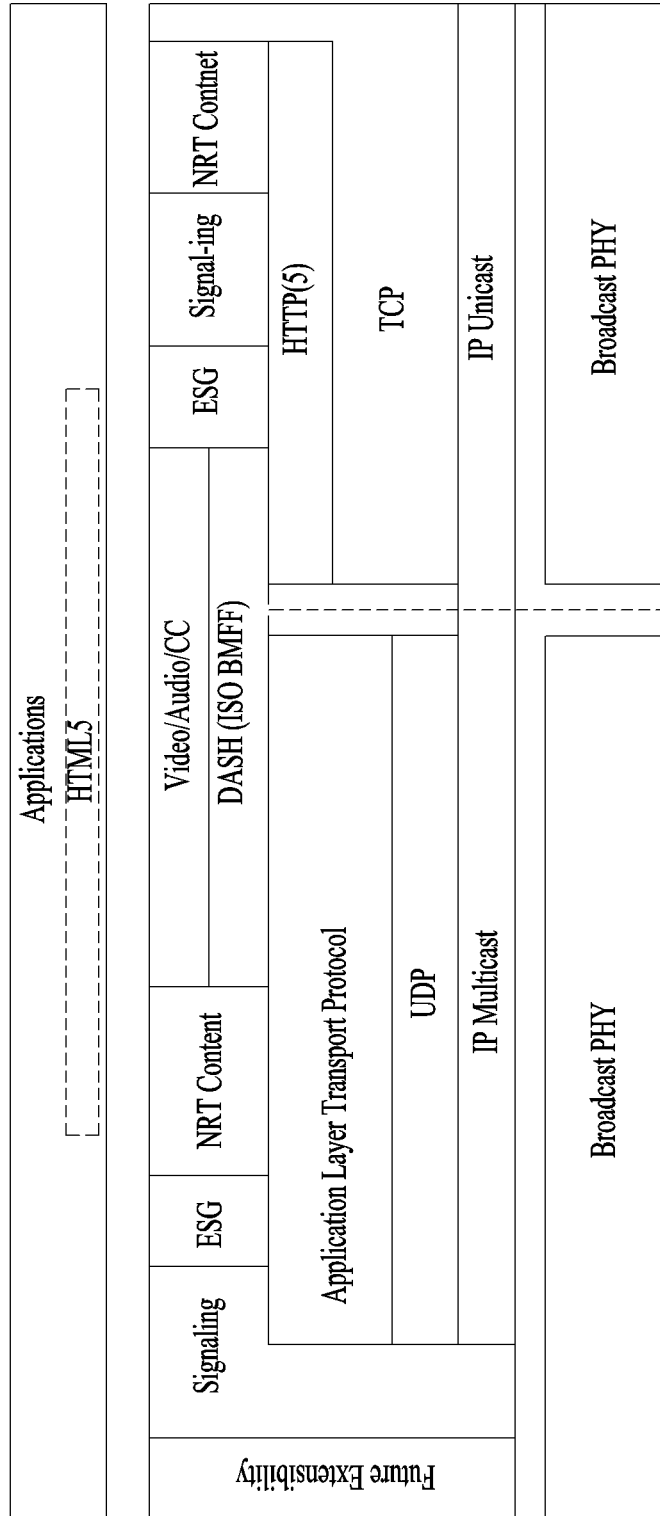 Applications
HTML5
Future Extensibility
Signaling
ESG
NRT Content
Video/Audio/CC
DASH (ISO BMFF)
ESG
Signal-ing
NRT Contnet
Application Layer Transport Protocol
HTTP(5)
UDP
TCP
IP Multicast
IP Unicast
Broadcast PHY
Broadcast PHY